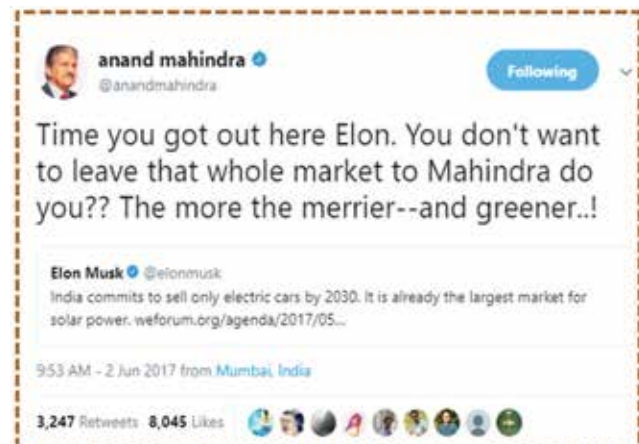 anand mahindra
@anandmahindra
Following
Time you got out here Elon. You don't want
to leave that whole market to Mahindra do
you?? The more the merrier--and greener..!
Elon Musk @elonmusk
India commits to sell only electric cars by 2030. It is already the largest market for
solar power. weforum.org/agenda/2017/05...
9:53 AM - 2 Jun 2017 from Mumbai, India
3,247 Retweets 8,045 Likes